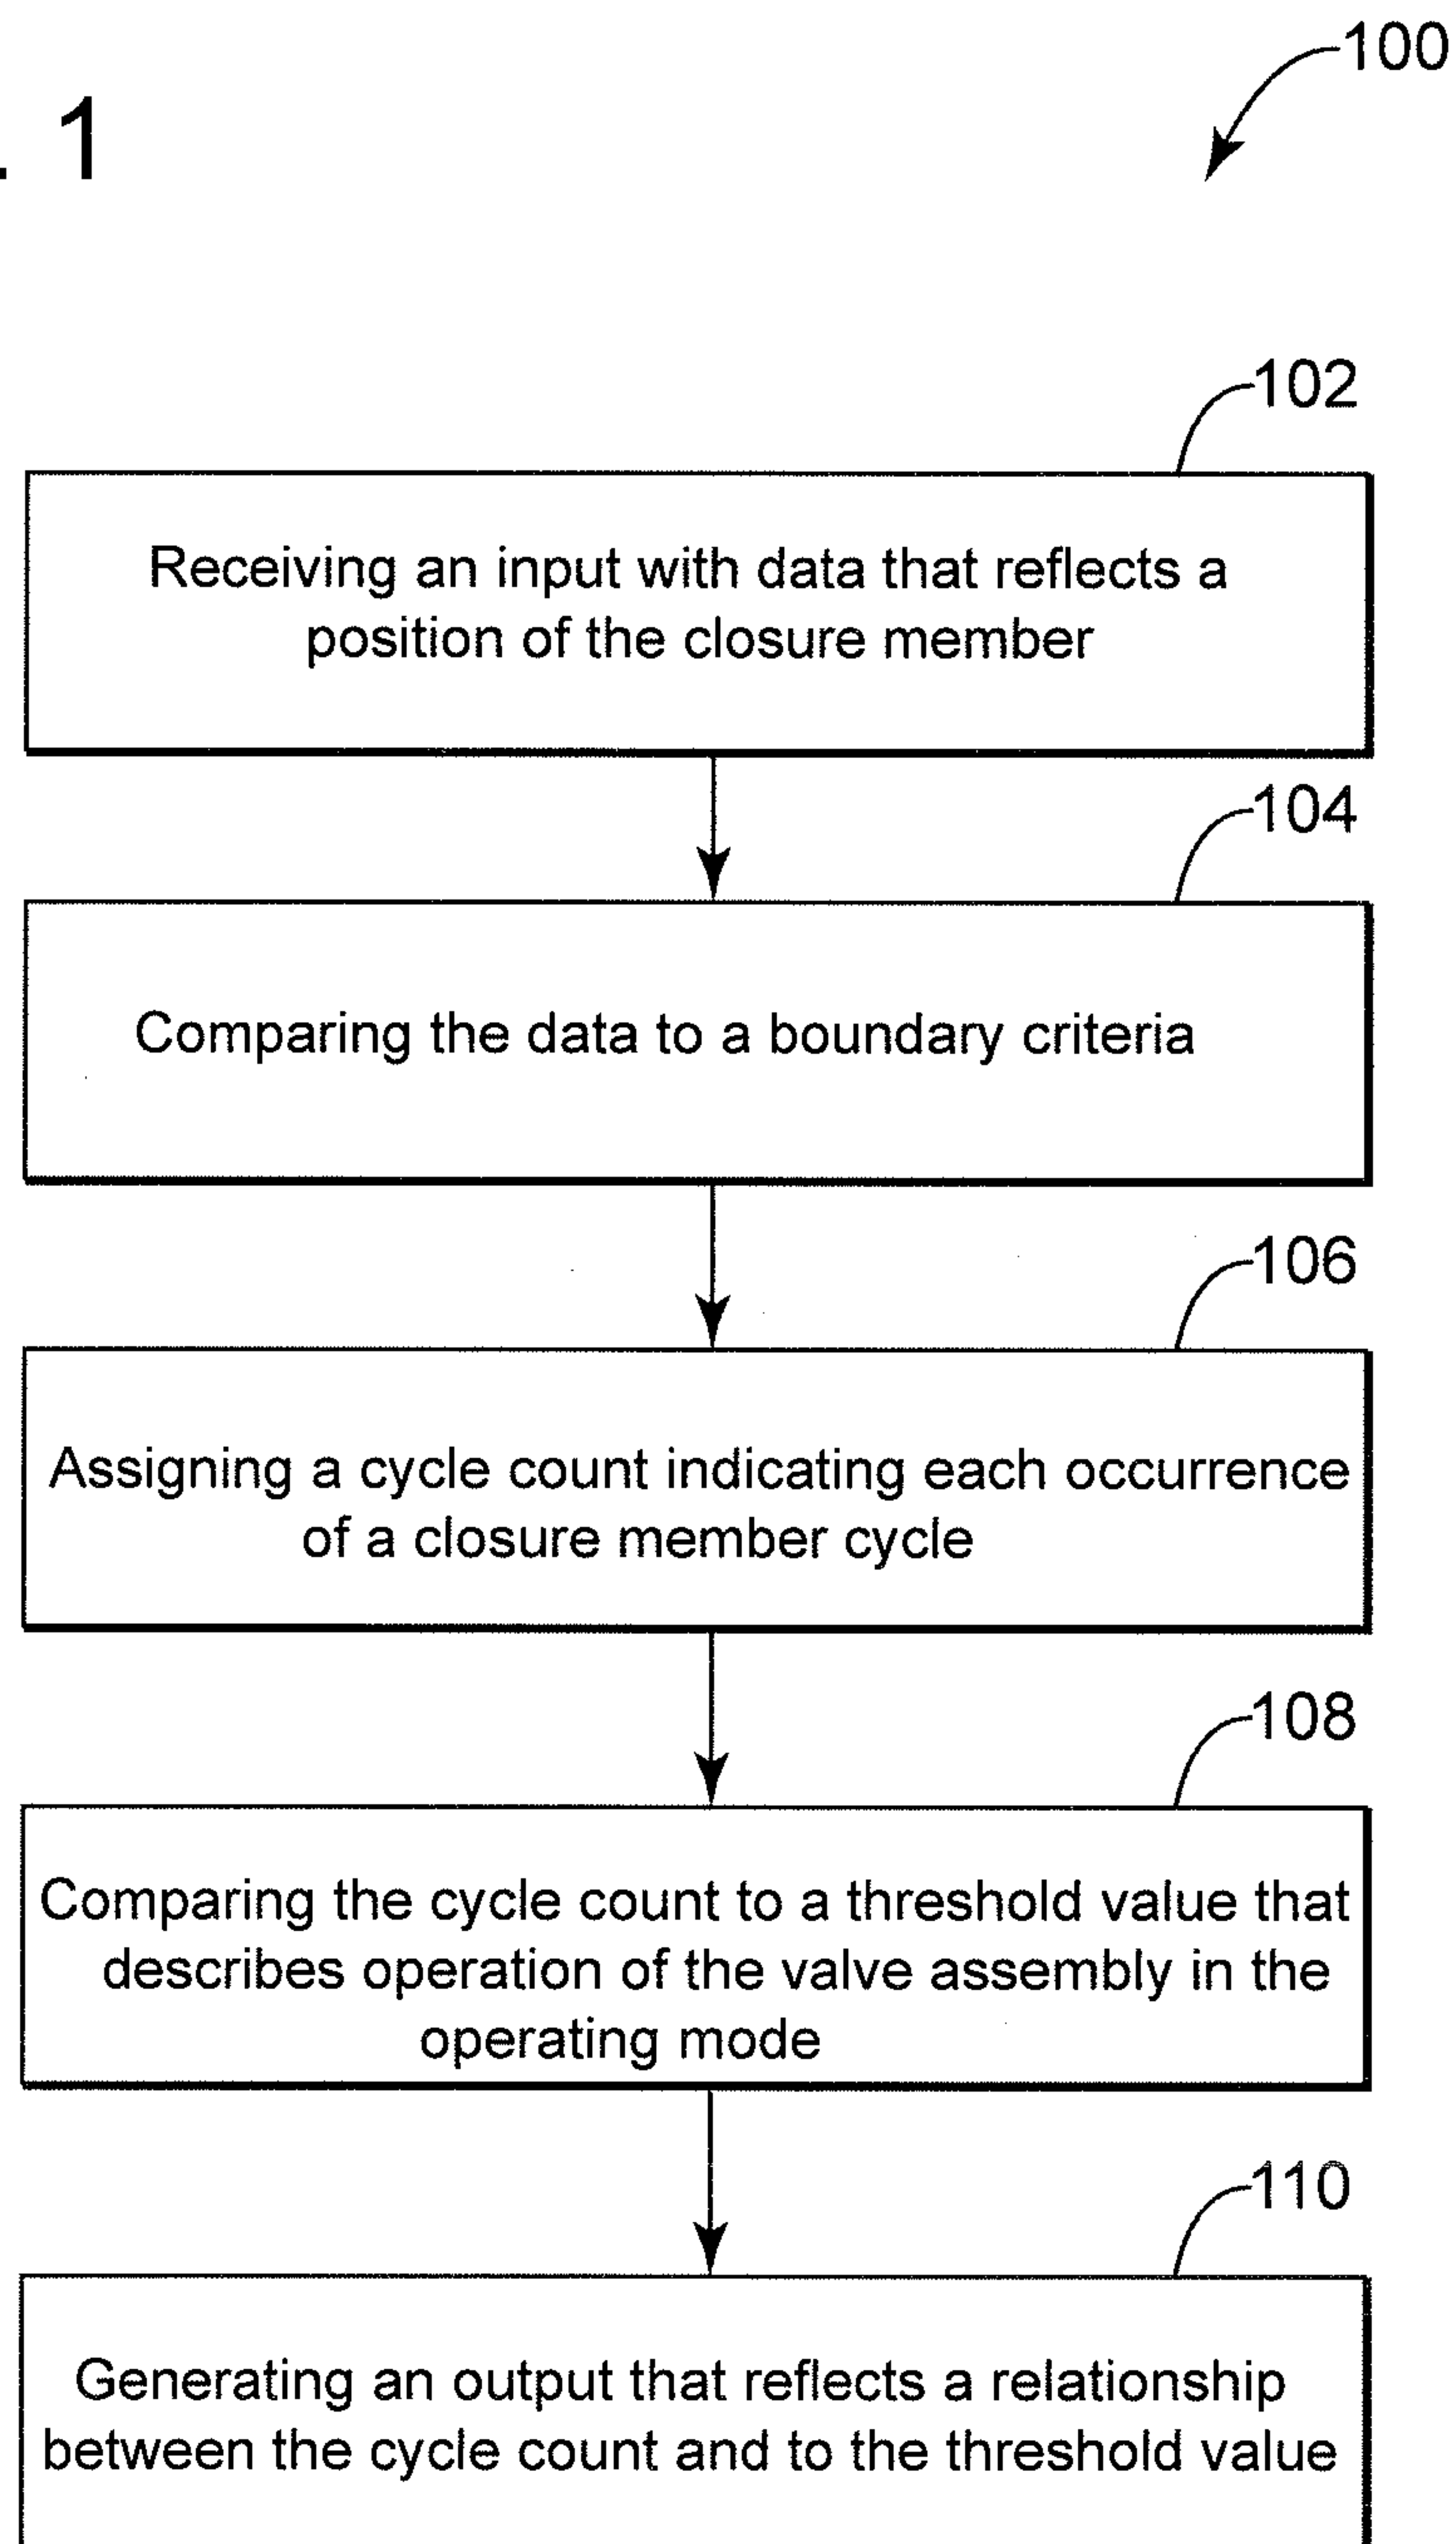 . 1
100
102
Receiving an input with data that reflects a
position of the closure member
104
Comparing the data to a boundary criteria
106
Assigning a cycle count indicating each occurrence
of a closure member cycle
108
Comparing the cycle count to a threshold value that
describes operation of the valve assembly in the
operating mode
110
Generating an output that reflects a relationship
between the cycle count and to the threshold value